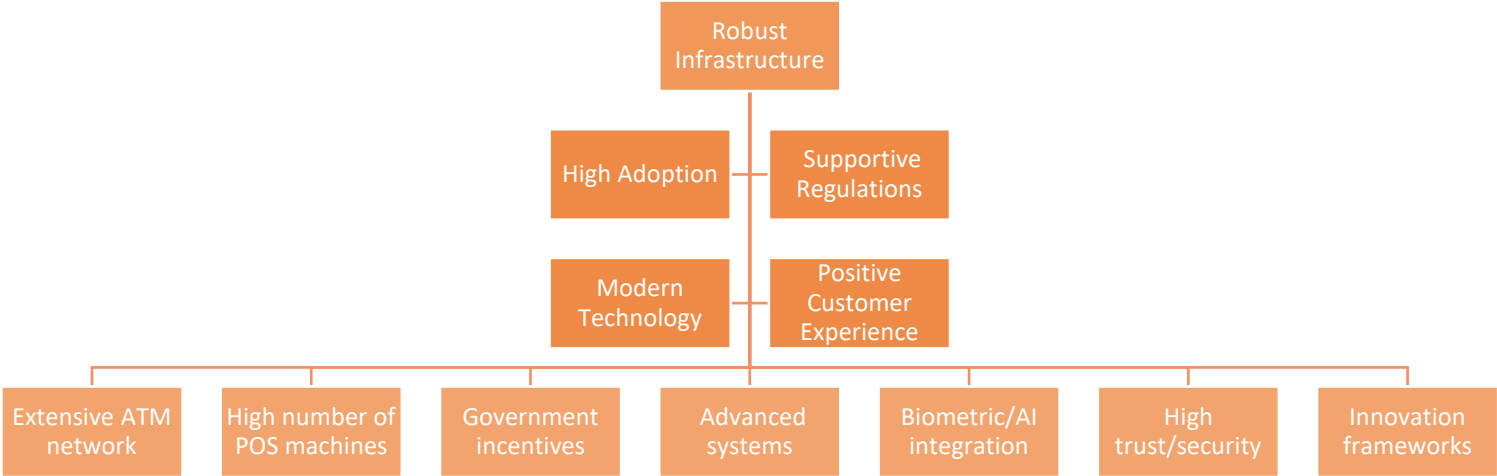 Robust
Infrastructure
High Adoption
Supportive
Regulations
Modern
Technology
Positive
Customer
Experience
Extensive ATM
network
High number of
POS machines
Government
incentives
Advanced
systems
Biometric/AI
integration
High
trust/security
Innovation
frameworks